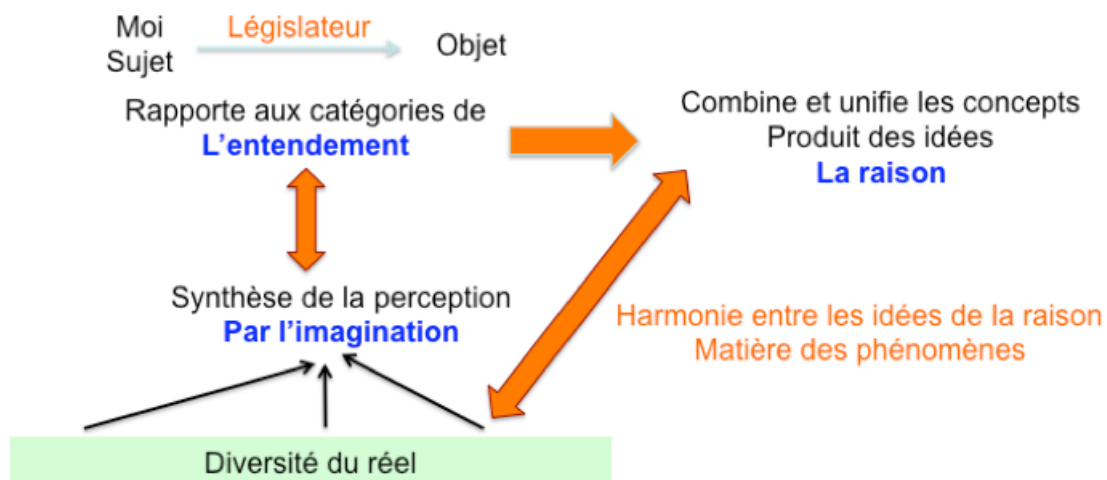 Moi
Sujet
Législateur
Objet
Rapporte aux catégories de
L’entendement
Combine et unifie les concepts
Produit des idées
La raison
Synthèse de la perception
Par l’imagination
Harmonie entre les idées de la raison
Matière des phénomènes
Diversité du réel